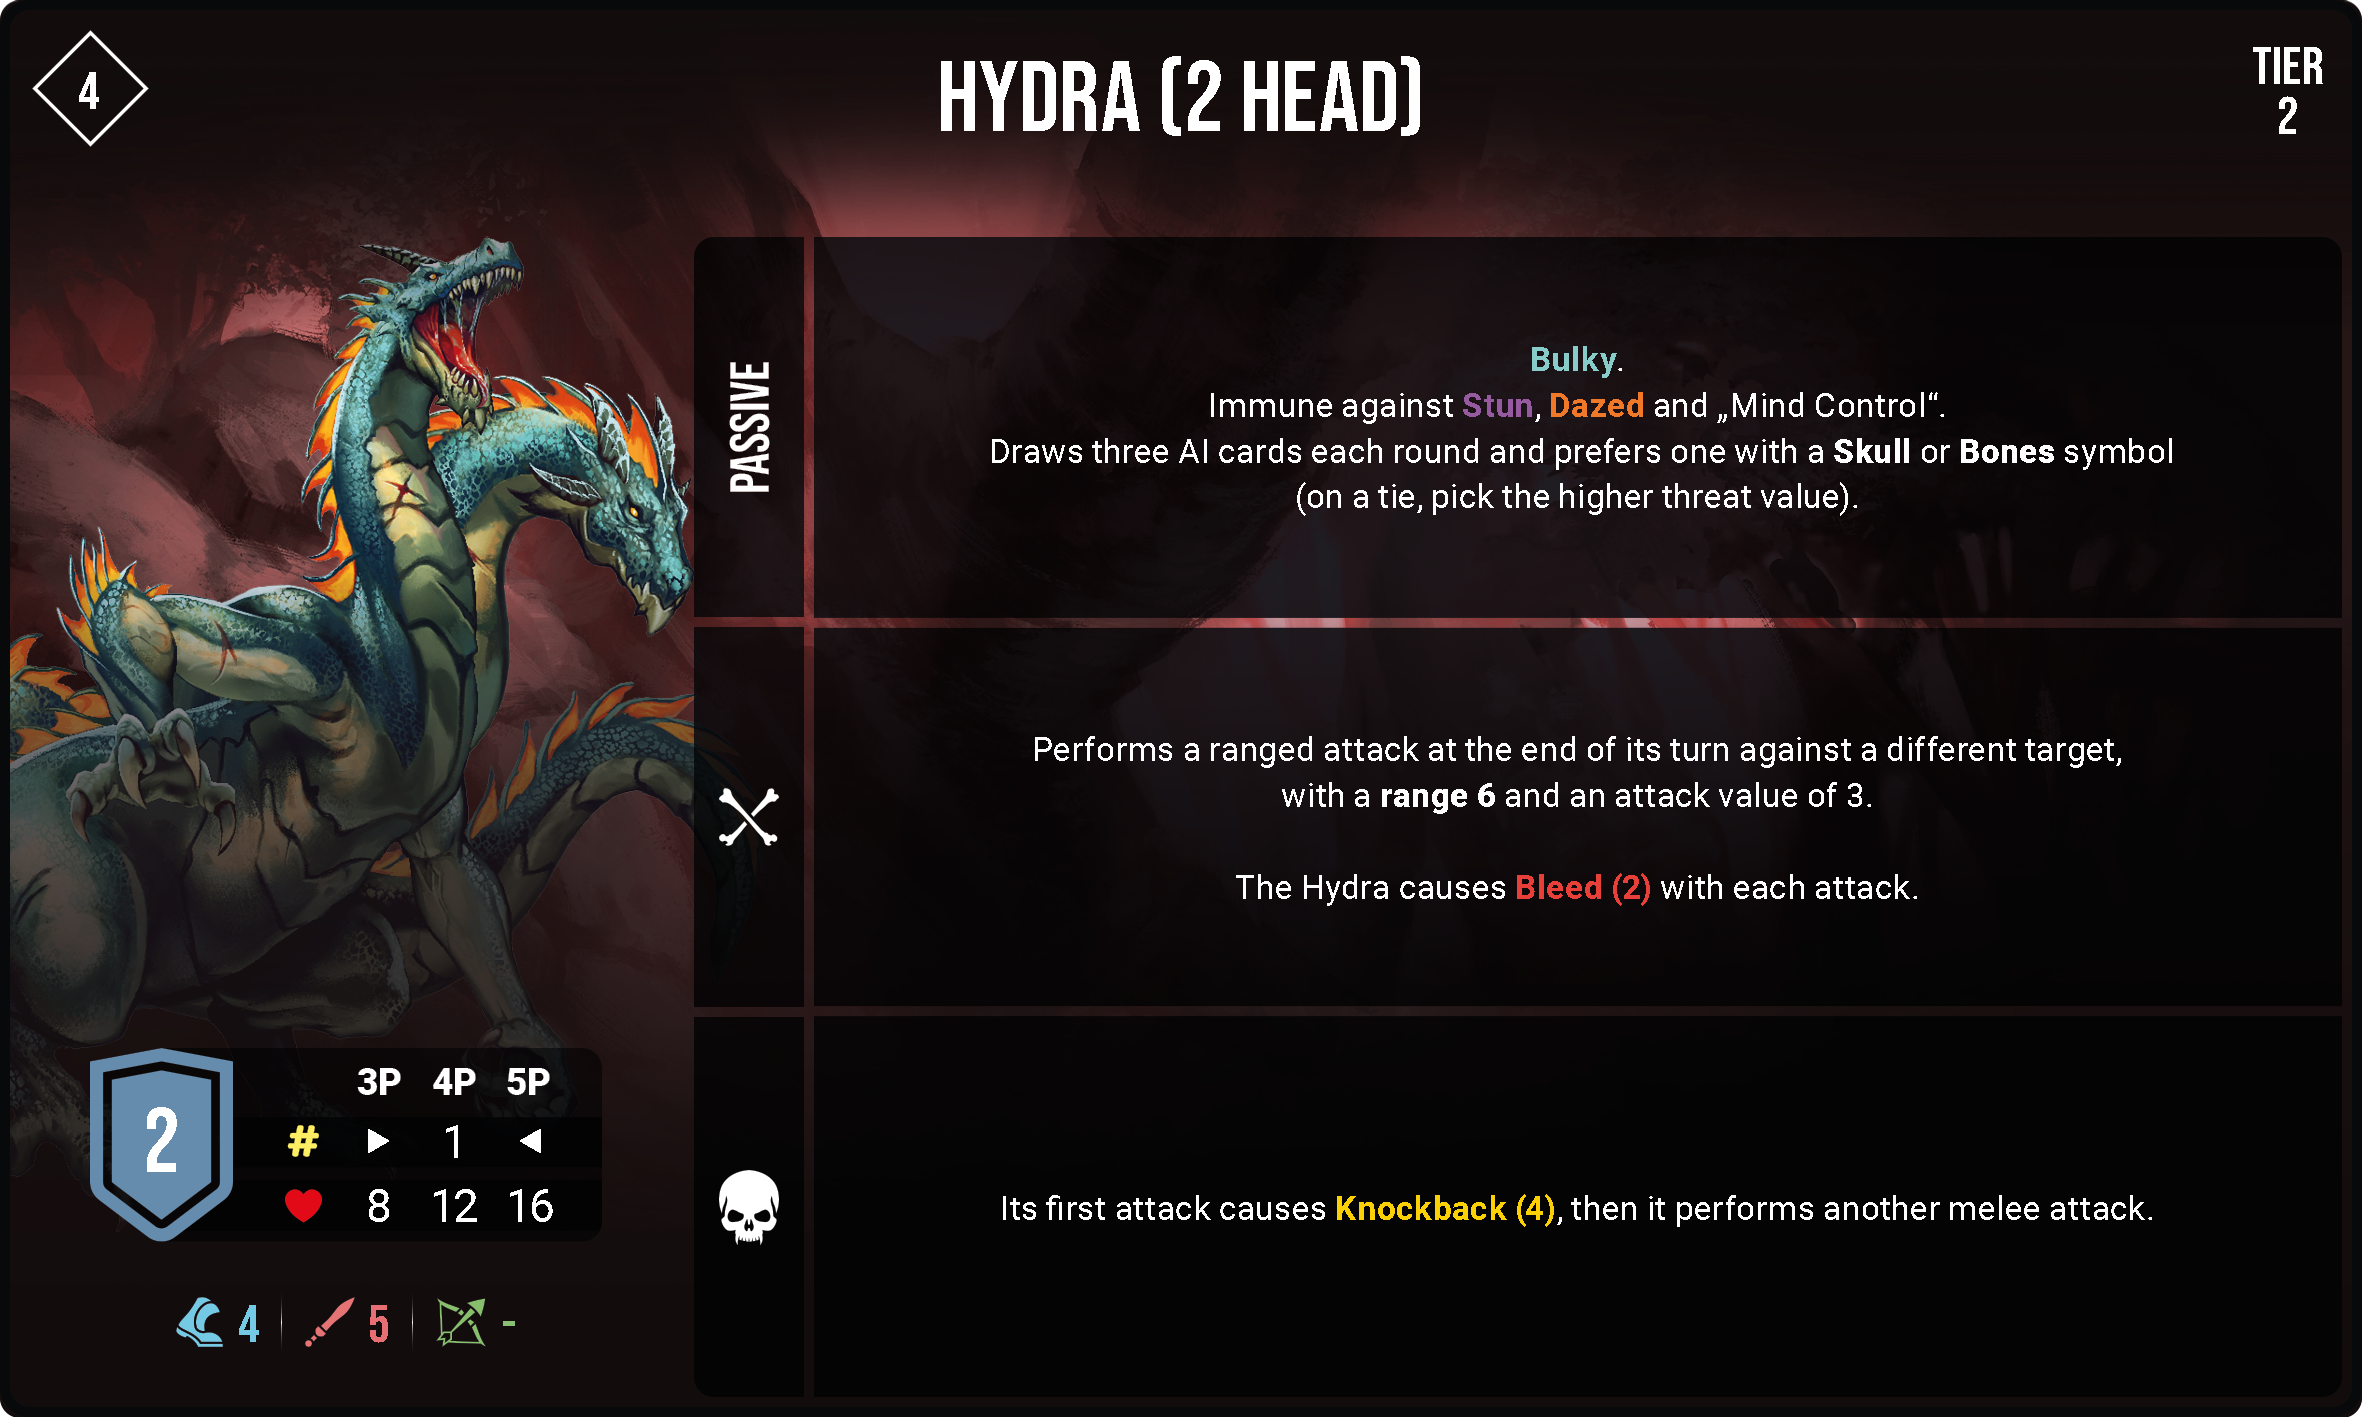 4
HYDRA (2 HEAD)
TIER
2
PASSIVE
Bulky.
Immune against Stun, Dazed and „Mind Control“.
Draws three AI cards each round and prefers one with a Skull or Bones symbol
(on a tie, pick the higher threat value).
Performs a ranged attack at the end of its turn against a different target,
with a range 6 and an attack value of 3.
The Hydra causes Bleed (2) with each attack.
Its first attack causes Knockback (4), then it performs another melee attack.
2
3P 4P 5P
# ▶ 1 ◀
8 12 16
4 5 -